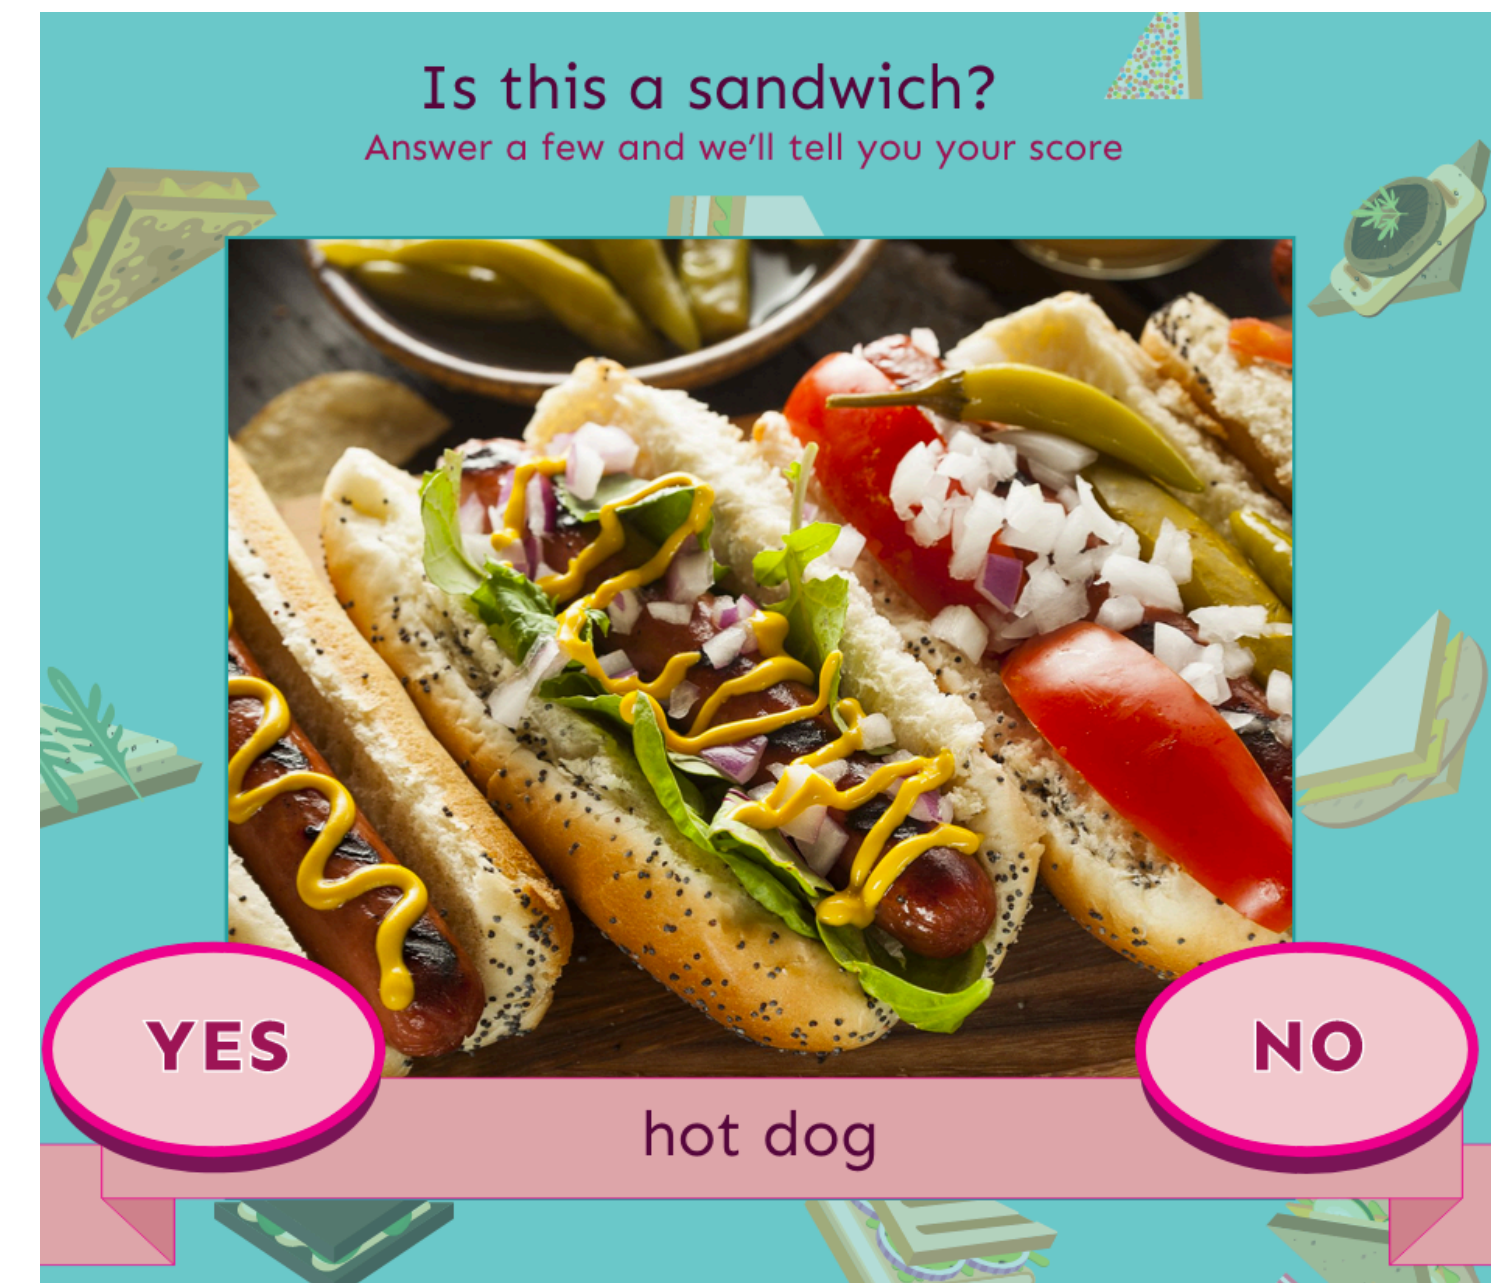 Is this a sandwich?
Answer a few and we'll tell you your score
YES
NO
hot dog